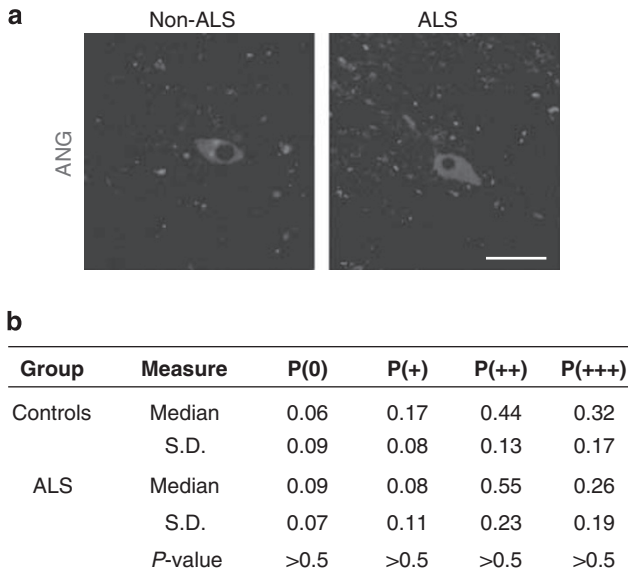 a
Non-ALS ALS
ANG
b
Group Measure P(0) P(+) P(++) P(+++)
Controls Median 0.06 0.17 0.44 0.32
S.D. 0.09 0.08 0.13 0.17
ALS Median 0.09 0.08 0.55 0.26
S.D. 0.07 0.11 0.23 0.19
P-value >0.5 >0.5 >0.5 >0.5